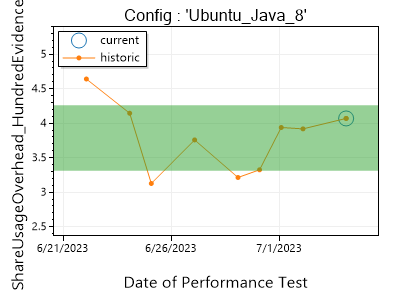 Config : 'Ubuntu_Java_8'
ShareUsageOverhead_HundredEvidence
current
historic
5
4.5
4
3.5
3
2.5
6/21/2023
6/26/2023
7/1/2023
Date of Performance Test